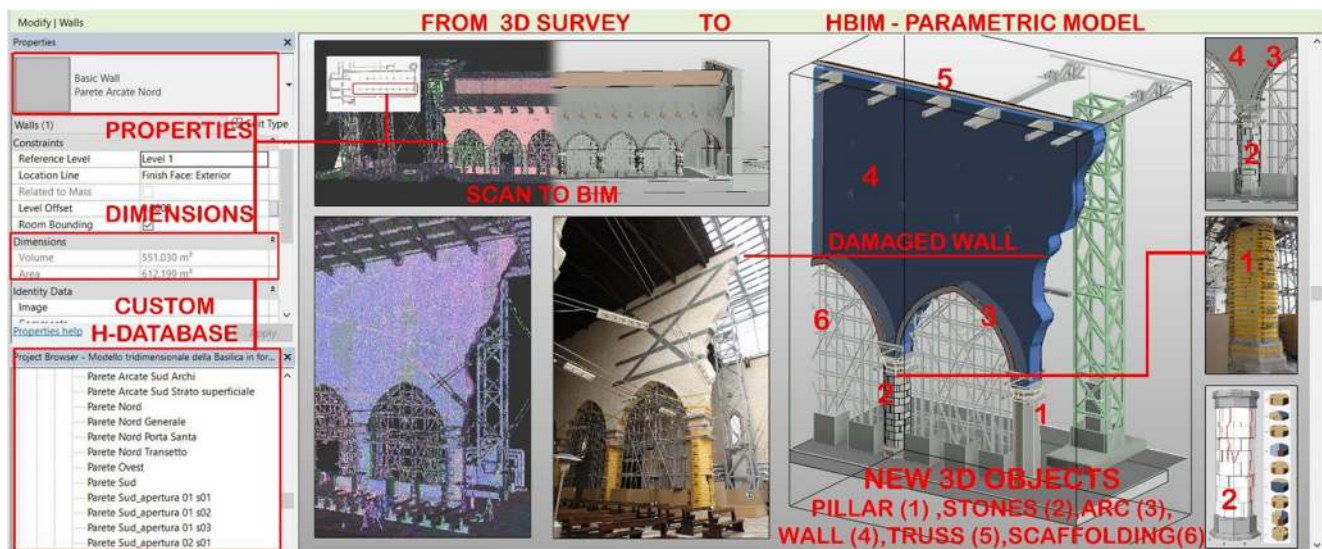 Modify | Walls
FROM 3D SURVEY TO HBIM - PARAMETRIC MODEL
Properties
Basic Wall
Parete Arcate Nord
Walls (1)
PROPERTIES
Constraints
Reference Level Level 1
Location Line Finish Face: Exterior
Related to Mass
Level Offset
DIMENSIONS
Room Bounding
Dimensions
Volume 551.030 m³
Area 612.199 m²
Identity Data
Image
CUSTOM
H-DATABASE
Properties help Apply
Project Browser - Modello tridimensionale della Basilica in for...
Parete Arcate Sud Archi
Parete Arcate Sud Strato superficiale
Parete Nord
Parete Nord Generale
Parete Nord Porta Santa
Parete Nord Transetto
Parete Ovest
Parete Sud
Parete Sud_apertura 01 s01
Parete Sud_apertura 01 s02
Parete Sud_apertura 01 s03
Parete Sud_apertura 02 s01
SCAN TO BIM
DAMAGED WALL
5
4
6
3
2
1
NEW 3D OBJECTS
PILLAR (1) ,STONES (2),ARC (3),
WALL (4),TRUSS (5),SCAFFOLDING(6)
4 3
2
1
2